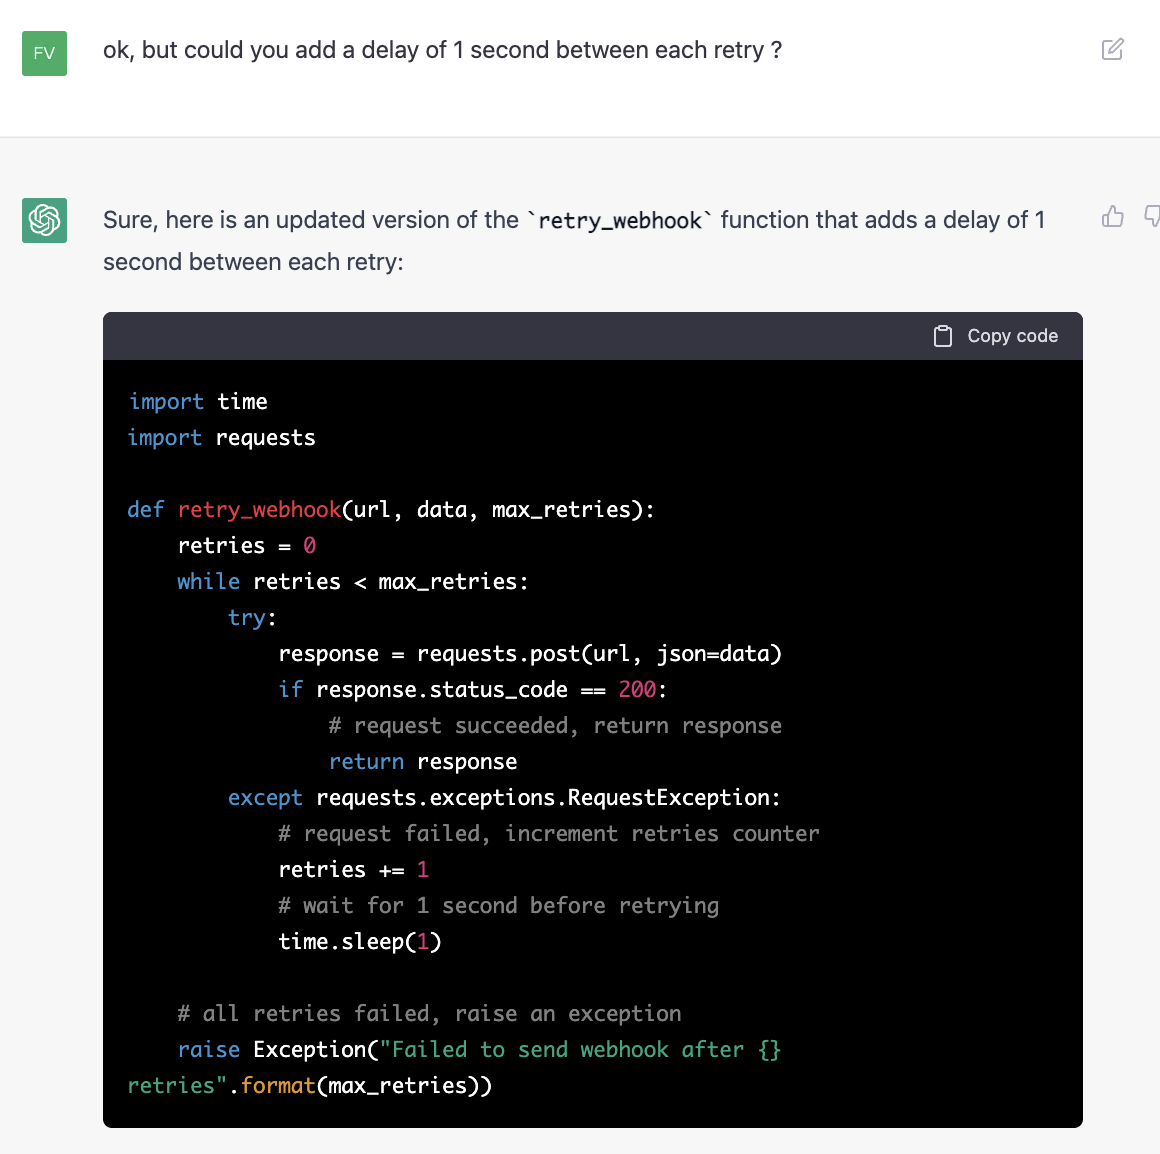 FV
ok, but could you add a delay of 1 second between each retry ?
Sure, here is an updated version of the `retry_webhook` function that adds a delay of 1
second between each retry:
Copy code
import time
import requests
def retry_webhook(url, data, max_retries):
    retries = 0
    while retries < max_retries:
        try:
            response = requests.post(url, json=data)
            if response.status_code == 200:
                # request succeeded, return response
                return response
        except requests.exceptions.RequestException:
            # request failed, increment retries counter
            retries += 1
            # wait for 1 second before retrying
            time.sleep(1)
    # all retries failed, raise an exception
    raise Exception("Failed to send webhook after {}
retries".format(max_retries))